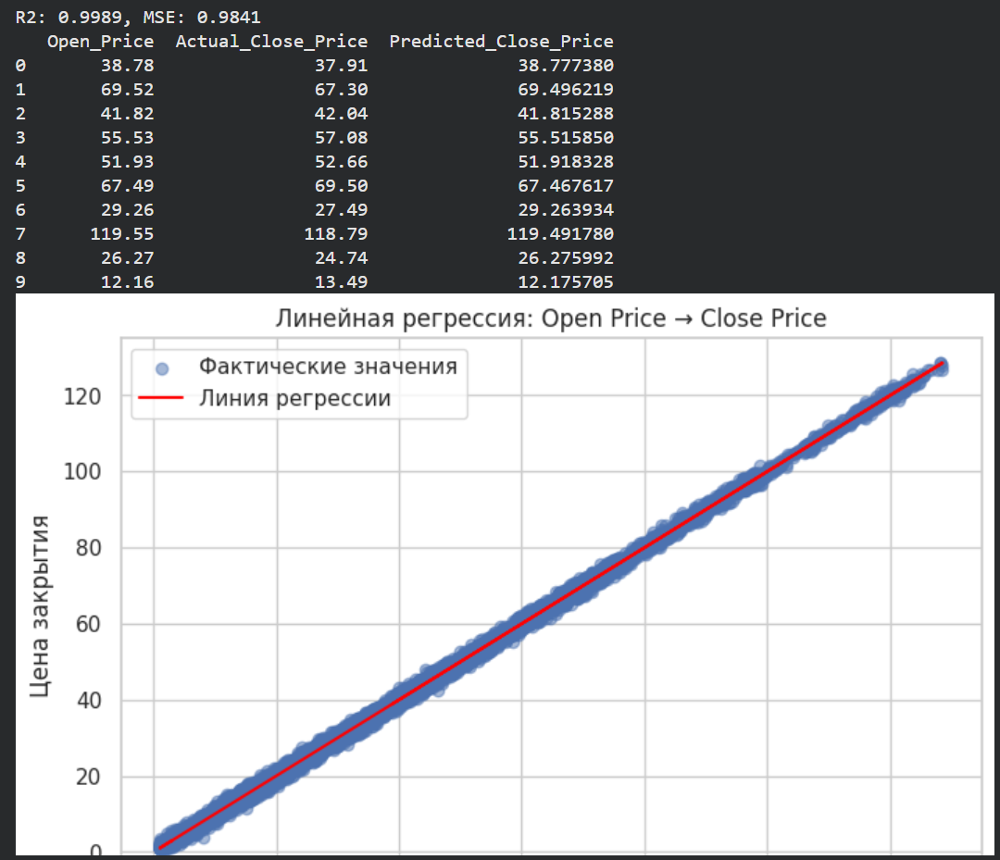 R2: 0.9989, MSE: 0.9841
Open_Price Actual_Close_Price Predicted_Close_Price
0 38.78 37.91 38.777380
1 69.52 67.30 69.496219
2 41.82 42.04 41.815288
3 55.53 57.08 55.515850
4 51.93 52.66 51.918328
5 67.49 69.50 67.467617
6 29.26 27.49 29.263934
7 119.55 118.79 119.491780
8 26.27 24.74 26.275992
9 12.16 13.49 12.175705
Линейная регрессия: Open Price → Close Price
Фактические значения
Линия регрессии
Цена закрытия
120
100
80
60
40
20
0